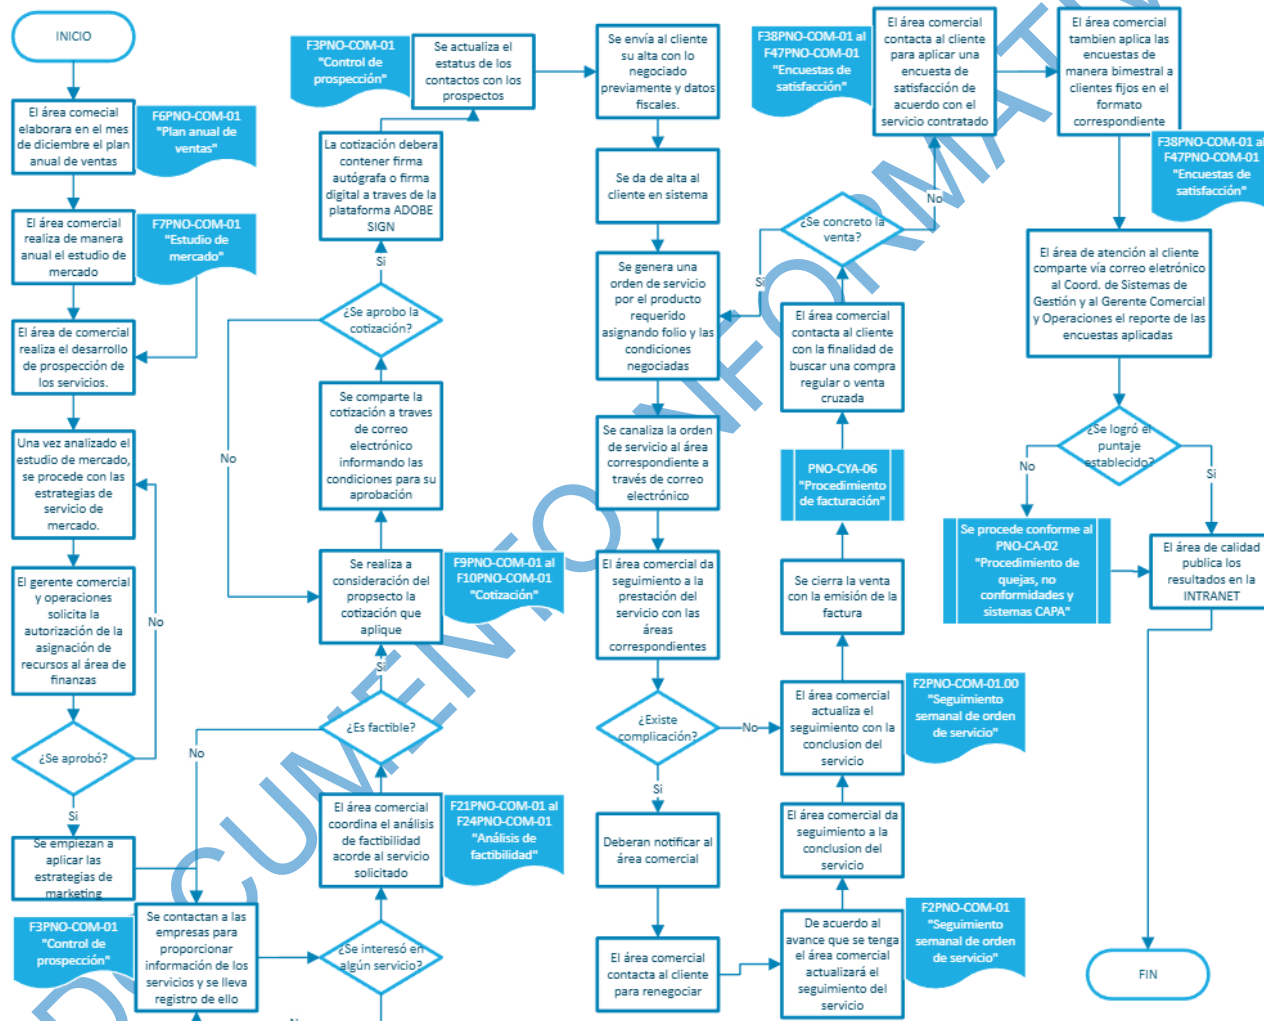 INICIO
El área comecial
elaborara en el mes
de diciembre el plan
anual de ventas
F6PNO-COM-01
"Plan anual de
ventas"
El área comercial
realiza de manera
anual el estudio de
mercado
F7PNO-COM-01
"Estudio de
mercado"
El área de comercial
realiza el desarrollo
de prospección de
los servicios.
Una vez analizado el
estudio de mercado,
se procede con las
estrategias de
servicio de
mercado.
El gerente comercial
y operaciones
solicita la
autorización de la
asignación de
recursos al área de
finanzas
No
¿Se aprobó?
Si
Se empiezan a
aplicar las
estrategias de
marketing
F3PNO-COM-01
"Control de
prospección"
Se contactan a las
empresas para
proporcionar
información de los
servicios y se lleva
registro de ello
¿Se interesó en
algún servicio?
No
El área comercial
coordina el análisis
de factibilidad
acorde al servicio
solicitado
F21PNO-COM-01 al
F24PNO-COM-01
"Análisis de
factibilidad"
¿Es factible?
No
Si
Se realiza a
consideración del
propsecto la
cotización que
aplique
F9PNO-COM-01 al
F10PNO-COM-01
"Cotización"
Se comparte la
cotización a traves
de correo
electrónico
informando las
condiciones para su
aprobación
¿Se aprobo la
cotización?
No
Si
La cotización debera
contener firma
autógrafa o firma
digital a traves de la
plataforma ADOBE
SIGN
F3PNO-COM-01
"Control de
prospección"
Se actualiza el
estatus de los
contactos con los
prospectos
Se envía al cliente
su alta con lo
negociado
previamente y datos
fiscales.
Se da de alta al
cliente en sistema
Se genera una
orden de servicio
por el producto
requerido
asignando folio y las
condiciones
negociadas
Se canaliza la orden
de servicio al área
correspondiente a
través de correo
electrónico
El área comercial da
seguimiento a la
prestación del
servicio con las
áreas
correspondientes
¿Existe
complicación?
No
Si
Deberan notificar al
área comercial
El área comercial
contacta al cliente
para renegociar
De acuerdo al
avance que se tenga
el área comercial
actualizará el
seguimiento del
servicio
F2PNO-COM-01
"Seguimiento
semanal de orden
de servicio"
El área comercial da
seguimiento a la
conclusion del
servicio
El área comercial
actualiza el
seguimiento con la
conclusion del
servicio
F2PNO-COM-01.00
"Seguimiento
semanal de orden
de servicio"
Se cierra la venta
con la emisión de la
factura
PNO-CYA-06
"Procedimiento
de facturación"
El área comercial
contacta al cliente
con la finalidad de
buscar una compra
regular o venta
cruzada
¿Se concreto la
venta?
Si
No
F38PNO-COM-01 al
F47PNO-COM-01
"Encuestas de
satisfacción"
El área comercial
contacta al cliente
para aplicar una
encuesta de
satisfacción de
acuerdo con el
servicio contratado
El área comercial
tambien aplica las
encuestas de
manera bimestral a
clientes fijos en el
formato
correspondiente
F38PNO-COM-01 al
F47PNO-COM-01
"Encuestas de
satisfacción"
El área de atención al cliente
comparte vía correo eletrónico
al Coord. de Sistemas de
Gestión y al Gerente Comercial
y Operaciones el reporte de las
encuestas aplicadas
¿Se logró el
puntaje
establecido?
No
Si
Se procede conforme al
PNO-CA-02
"Procedimiento de
quejas, no
conformidades y
sistemas CAPA"
El área de calidad
publica los
resultados en la
INTRANET
FIN